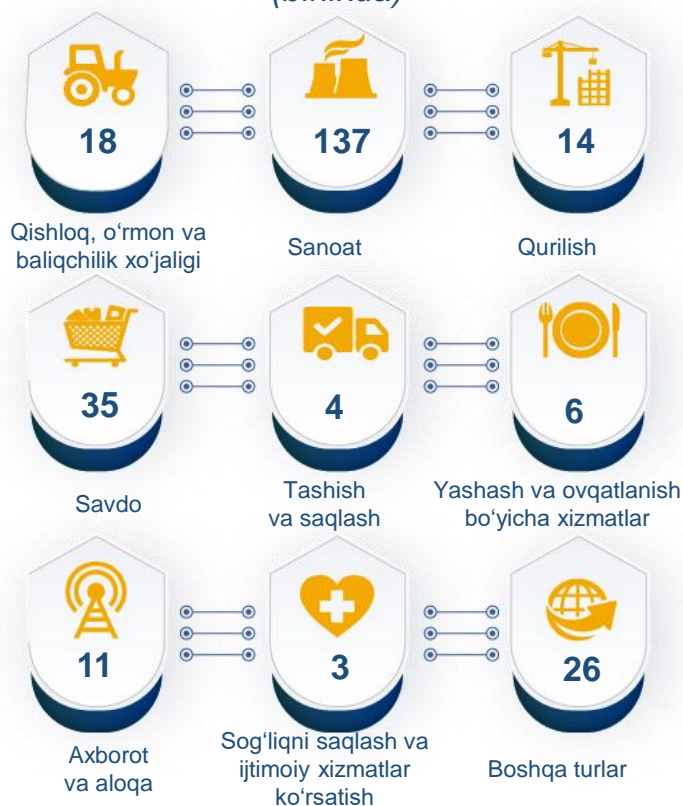 18
137
14
Qishloq, o‘rmon va
baliqchilik xo‘jaligi
Sanoat
Qurilish
35
4
6
Savdo
Tashish
va saqlash
Yashash va ovqatlanish
bo‘yicha xizmatlar
11
3
26
Axborot
va aloqa
Sog‘liqni saqlash va
ijtimoiy xizmatlar
ko‘rsatish
Boshqa turlar